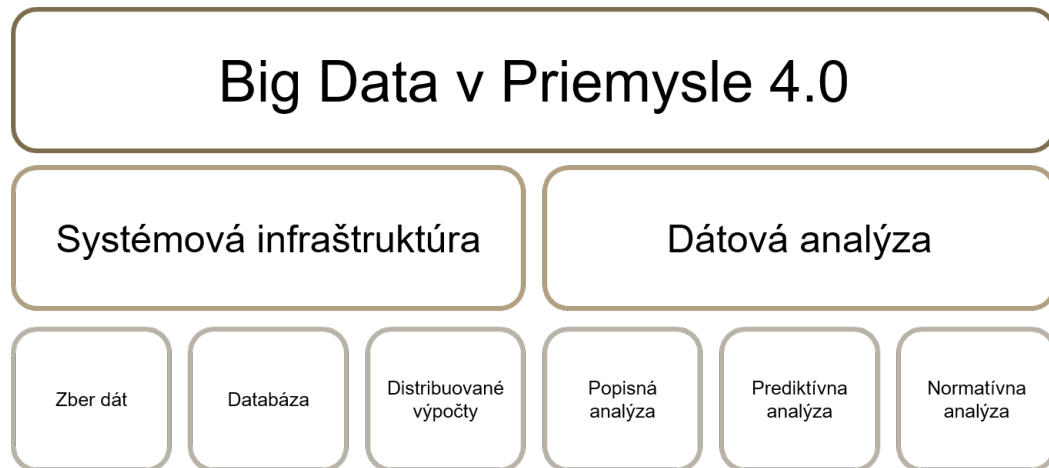 Big Data v Priemysle 4.0
Systémová infraštruktúra
Dátová analýza
Zber dát
Databáza
Distribuované
výpočty
Popisná
analýza
Prediktívna
analýza
Normatívna
analýza